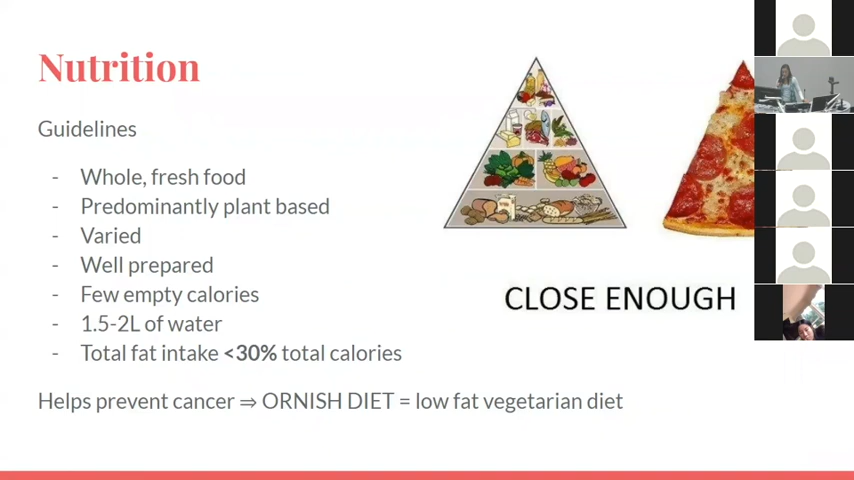 Nutrition
Guidelines
- Whole, fresh food
- Predominantly plant based
- Varied
- Well prepared
- Few empty calories
- 1.5-2L of water
- Total fat intake <30% total calories
CLOSE ENOUGH
Helps prevent cancer ⇒ ORNISH DIET = low fat vegetarian diet